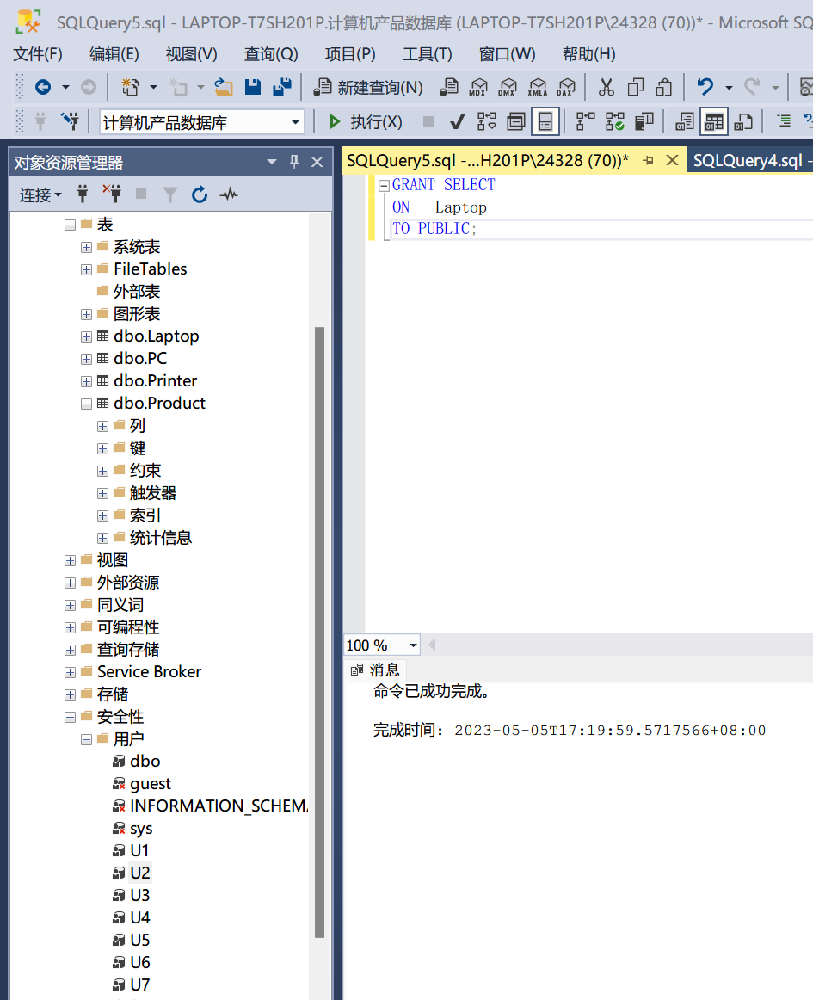 SQLQuery5.sql - LAPTOP-T7SH201P.计算机产品数据库 (LAPTOP-T7SH201P\24328 (70))* - Microsoft SQ
文件(F) 编辑(E) 视图(V) 查询(Q) 项目(P) 工具(T) 窗口(W) 帮助(H)
新建查询(N) MDX DMX XMLA DAX
计算机产品数据库 执行(X)
对象资源管理器
连接
表
系统表
FileTables
外部表
图形表
dbo.Laptop
dbo.PC
dbo.Printer
dbo.Product
列
键
约束
触发器
索引
统计信息
视图
外部资源
同义词
可编程性
查询存储
Service Broker
存储
安全性
用户
dbo
guest
INFORMATION_SCHEMA
sys
U1
U2
U3
U4
U5
U6
U7
SQLQuery5.sql -...H201P\24328 (70))* SQLQuery4.sql -
GRANT SELECT
ON Laptop
TO PUBLIC;
100 %
消息
命令已成功完成。
完成时间: 2023-05-05T17:19:59.5717566+08:00